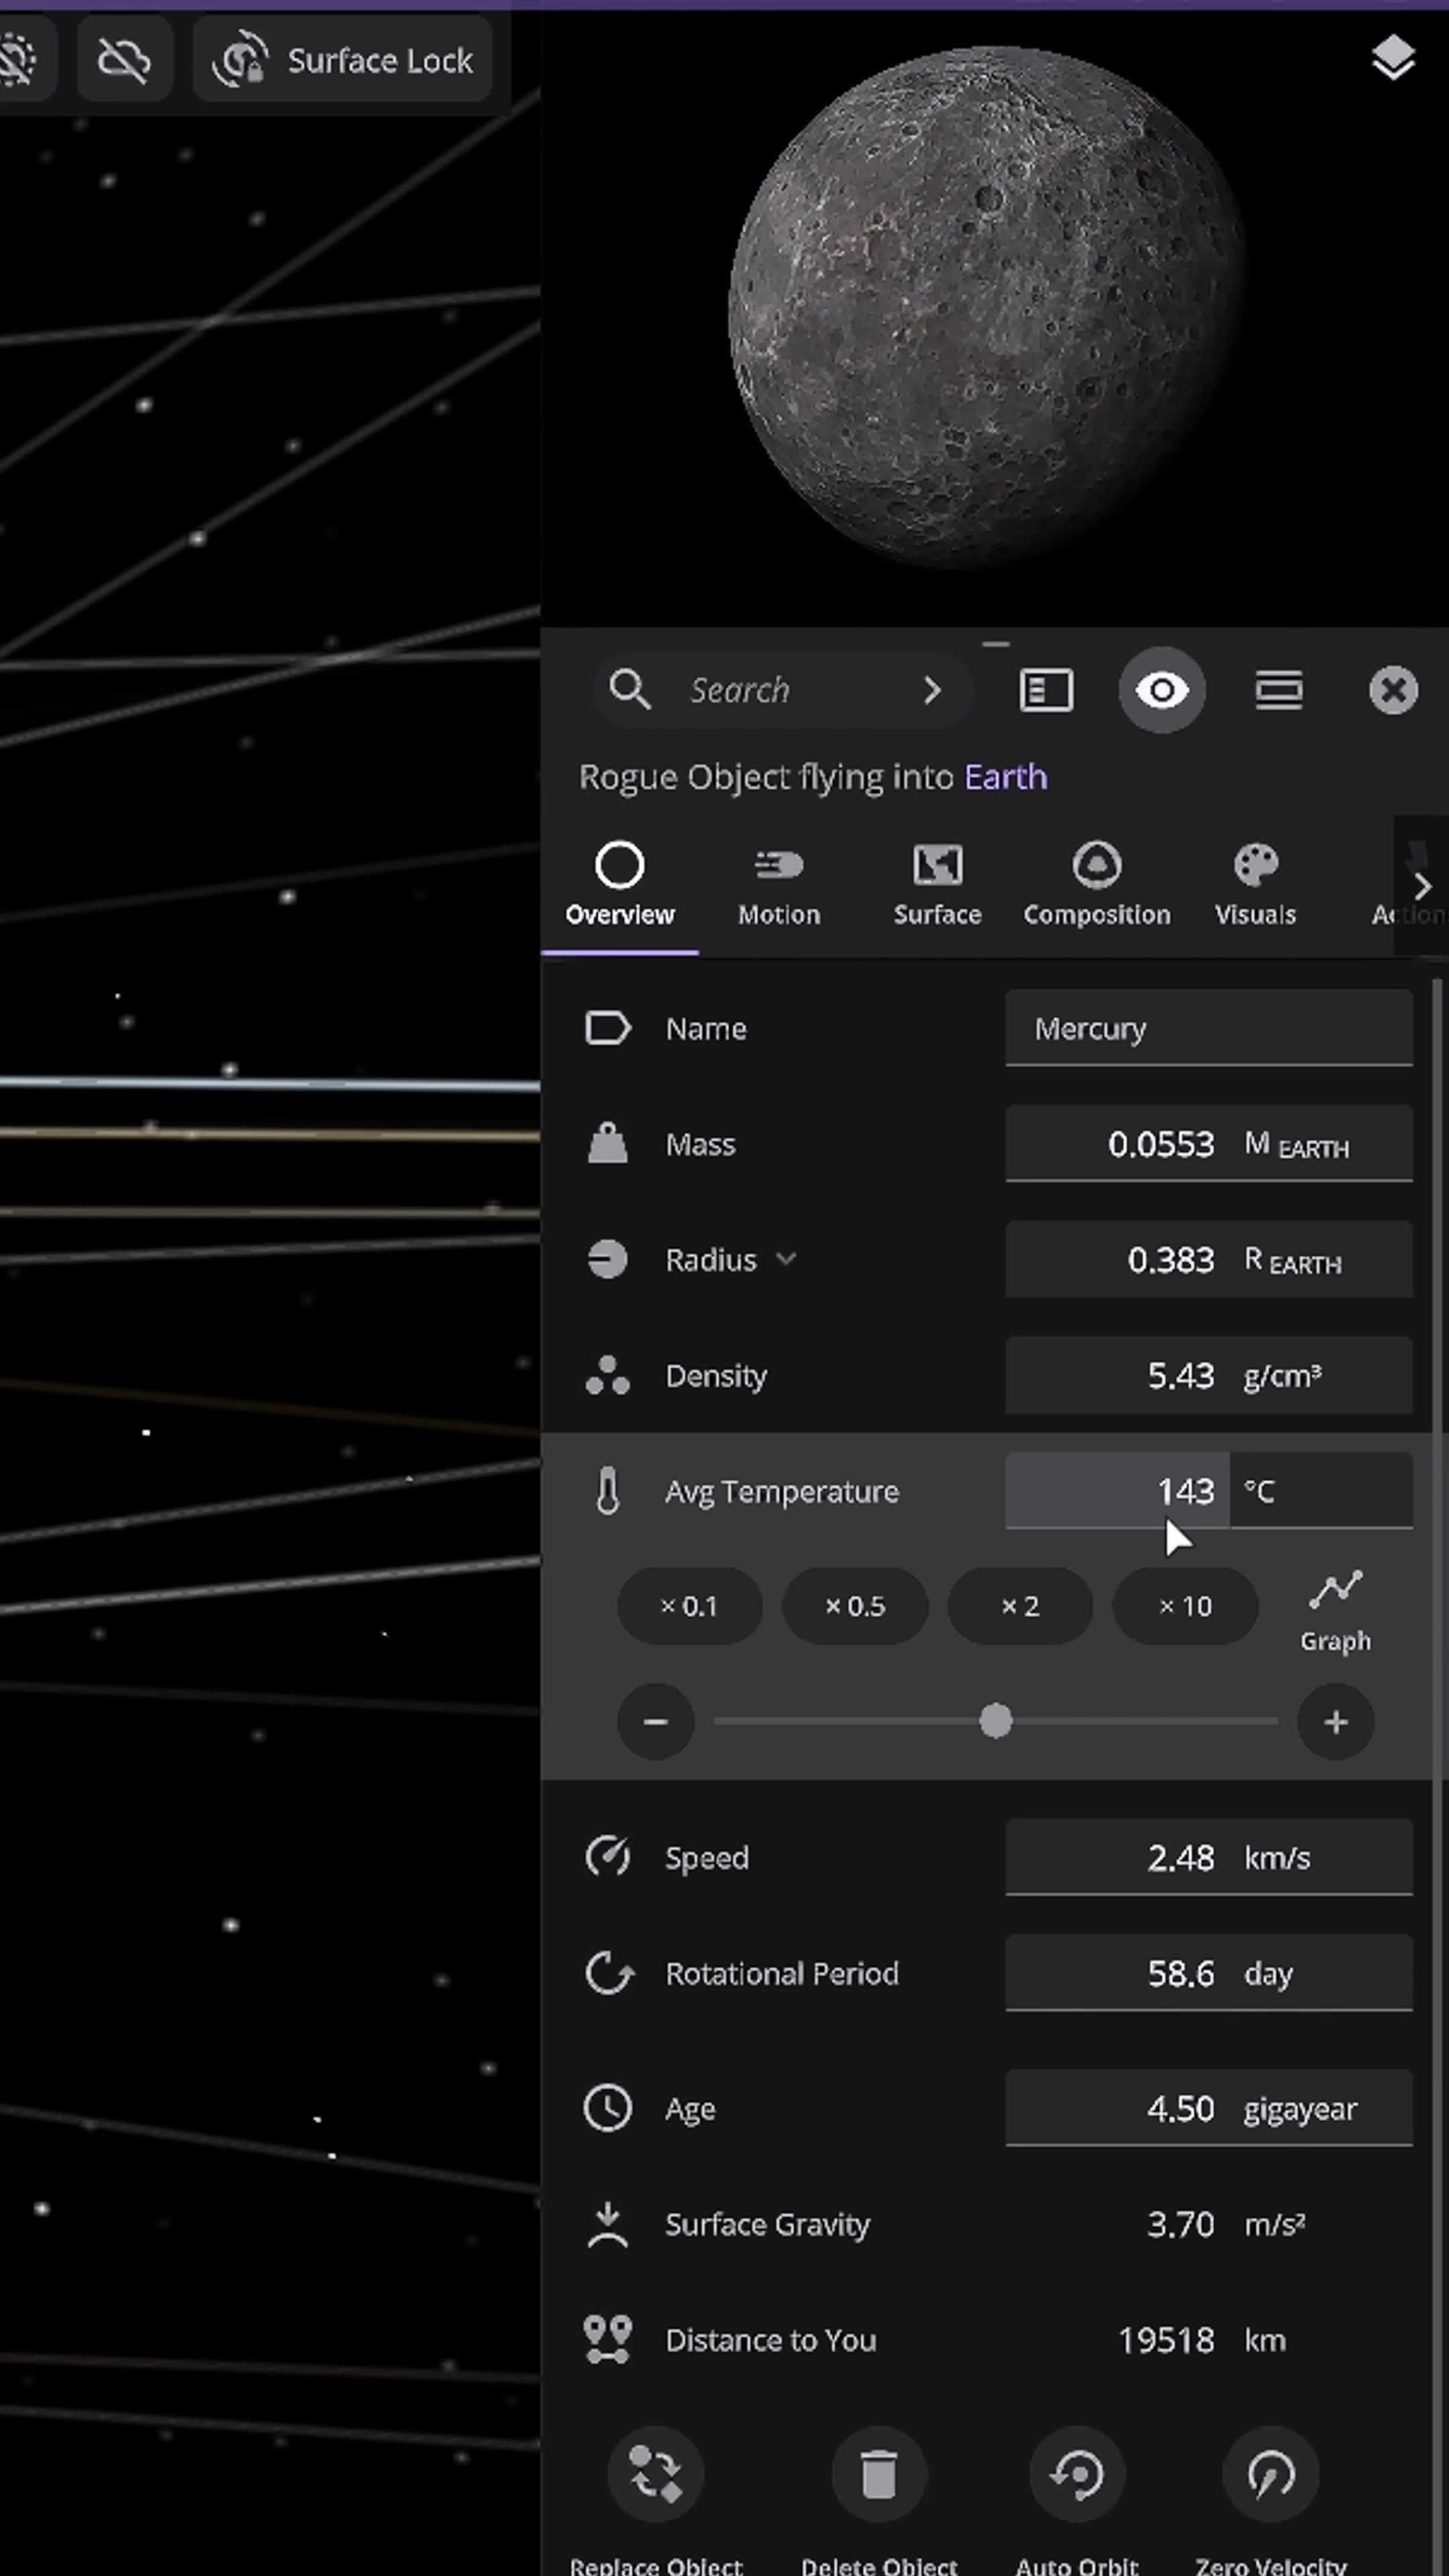 Surface Lock
Search
Rogue Object flying into Earth
Overview
Motion
Surface
Composition
Visuals
Action
Name
Mercury
Mass
0.0553 M EARTH
Radius
0.383 R EARTH
Density
5.43 g/cm³
Avg Temperature
143 °C
× 0.1
× 0.5
× 2
× 10
Graph
Speed
2.48 km/s
Rotational Period
58.6 day
Age
4.50 gigayear
Surface Gravity
3.70 m/s²
Distance to You
19518 km
Replace Object
Delete Object
Auto Orbit
Zero Velocity